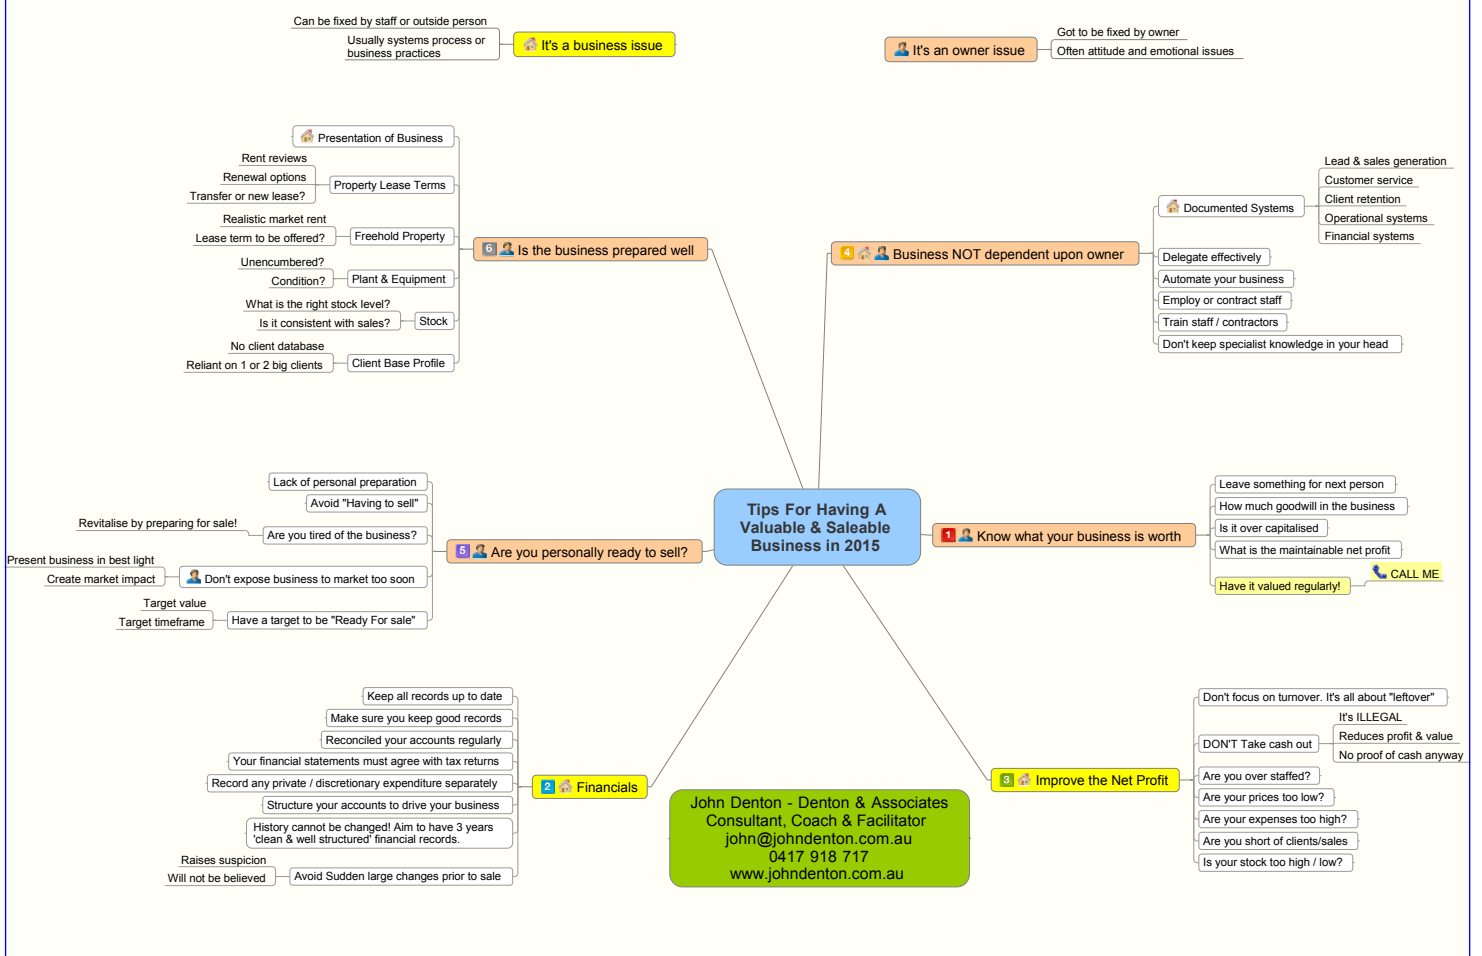 Can be fixed by staff or outside person
Usually systems process or
business practices
It's a business issue
It's an owner issue
Got to be fixed by owner
Often attitude and emotional issues
Presentation of Business
Rent reviews
Renewal options
Transfer or new lease?
Property Lease Terms
Realistic market rent
Lease term to be offered?
Freehold Property
Unencumbered?
Condition?
Plant & Equipment
What is the right stock level?
Is it consistent with sales?
Stock
No client database
Reliant on 1 or 2 big clients
Client Base Profile
6 Is the business prepared well
4 Business NOT dependent upon owner
Documented Systems
Lead & sales generation
Customer service
Client retention
Operational systems
Financial systems
Delegate effectively
Automate your business
Employ or contract staff
Train staff / contractors
Don't keep specialist knowledge in your head
Lack of personal preparation
Avoid "Having to sell"
Revitalise by preparing for sale!
Are you tired of the business?
Present business in best light
Create market impact
Don't expose business to market too soon
Target value
Target timeframe
Have a target to be "Ready For sale"
5 Are you personally ready to sell?
Tips For Having A
Valuable & Saleable
Business in 2015
1 Know what your business is worth
Leave something for next person
How much goodwill in the business
Is it over capitalised
What is the maintainable net profit
Have it valued regularly!
CALL ME
Keep all records up to date
Make sure you keep good records
Reconciled your accounts regularly
Your financial statements must agree with tax returns
Record any private / discretionary expenditure separately
Structure your accounts to drive your business
History cannot be changed! Aim to have 3 years
'clean & well structured' financial records.
Raises suspicion
Will not be believed
Avoid Sudden large changes prior to sale
2 Financials
3 Improve the Net Profit
Don't focus on turnover. It's all about "leftover"
DON'T Take cash out
It's ILLEGAL
Reduces profit & value
No proof of cash anyway
Are you over staffed?
Are your prices too low?
Are your expenses too high?
Are you short of clients/sales
Is your stock too high / low?
John Denton - Denton & Associates
Consultant, Coach & Facilitator
john@johndenton.com.au
0417 918 717
www.johndenton.com.au